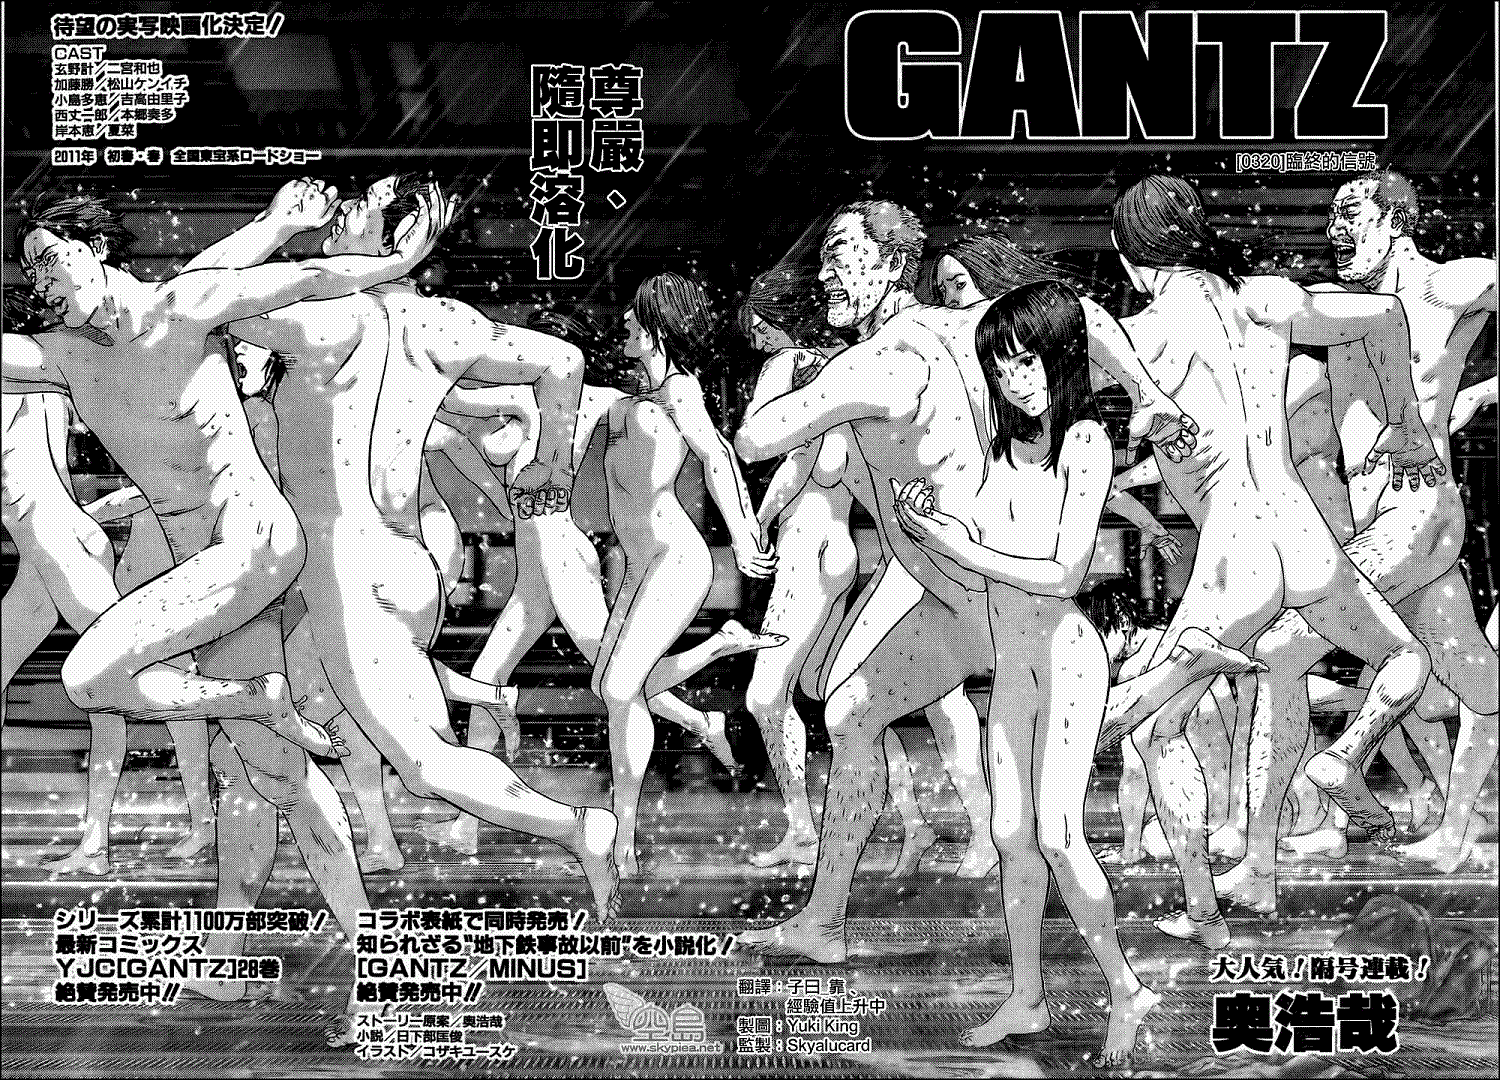 待望の実写映画化決定！
CAST
玄野計／二宮和也
加藤勝／松山ケンイチ
小島多恵／吉高由里子
西丈一郎／本郷奏多
岸本恵／夏菜
2011年 初春・春 全国東宝系ロードショー
GANTZ
[0320]臨終的信號
尊嚴、
隨即落化
シリーズ累計1100万部突破！
最新コミックス
YJC[GANTZ]28巻
絶賛発売中!!
コラボ表紙で同時発売！
知られざる“地下鉄事故以前”を小説化！
[GANTZ／MINUS]
絶賛発売中!!
ストーリー原案／奥浩哉
小説／日下部匡俊
イラスト／コザキユースケ
www.skypiea.net
翻譯：子曰 靠、
經驗值上升中
製圖：Yuki King
監製：Skyalucard
大人気！隔号連載！
奥浩哉